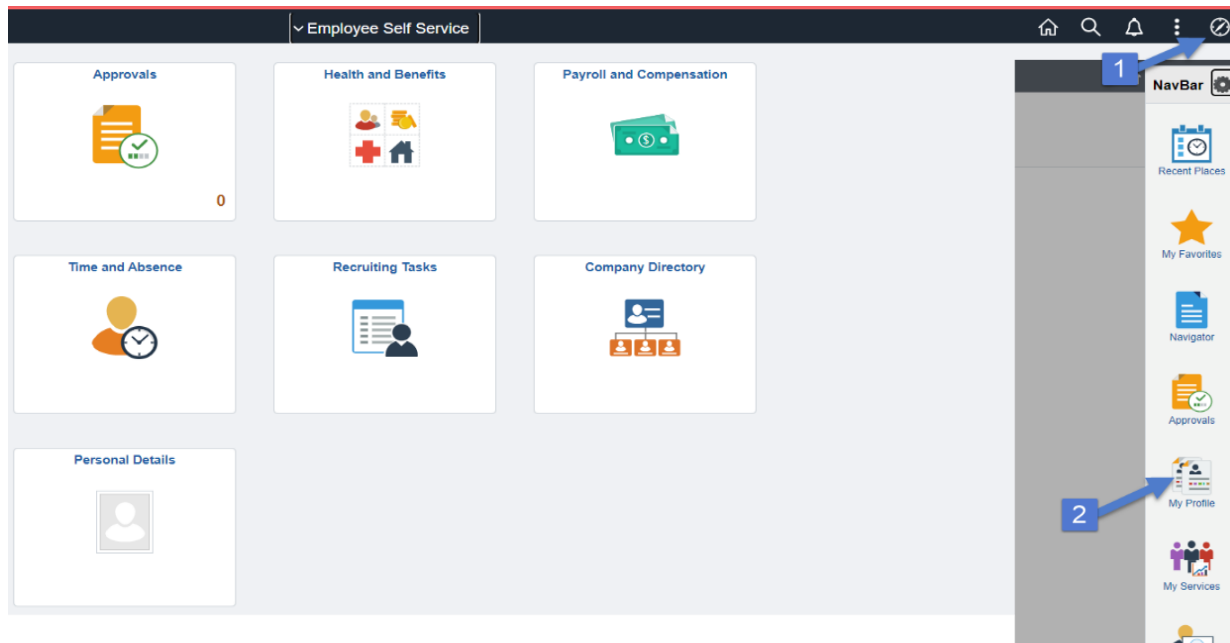 Employee Self Service
1
NavBar
Approvals
Health and Benefits
Payroll and Compensation
0
Time and Absence
Recruiting Tasks
Company Directory
Personal Details
Recent Places
My Favorites
Navigator
Approvals
2
My Profile
My Services